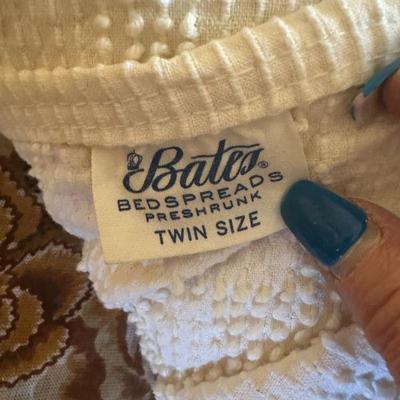 Bates®
BEDSPREADS
PRESHRUNK
TWIN SIZE